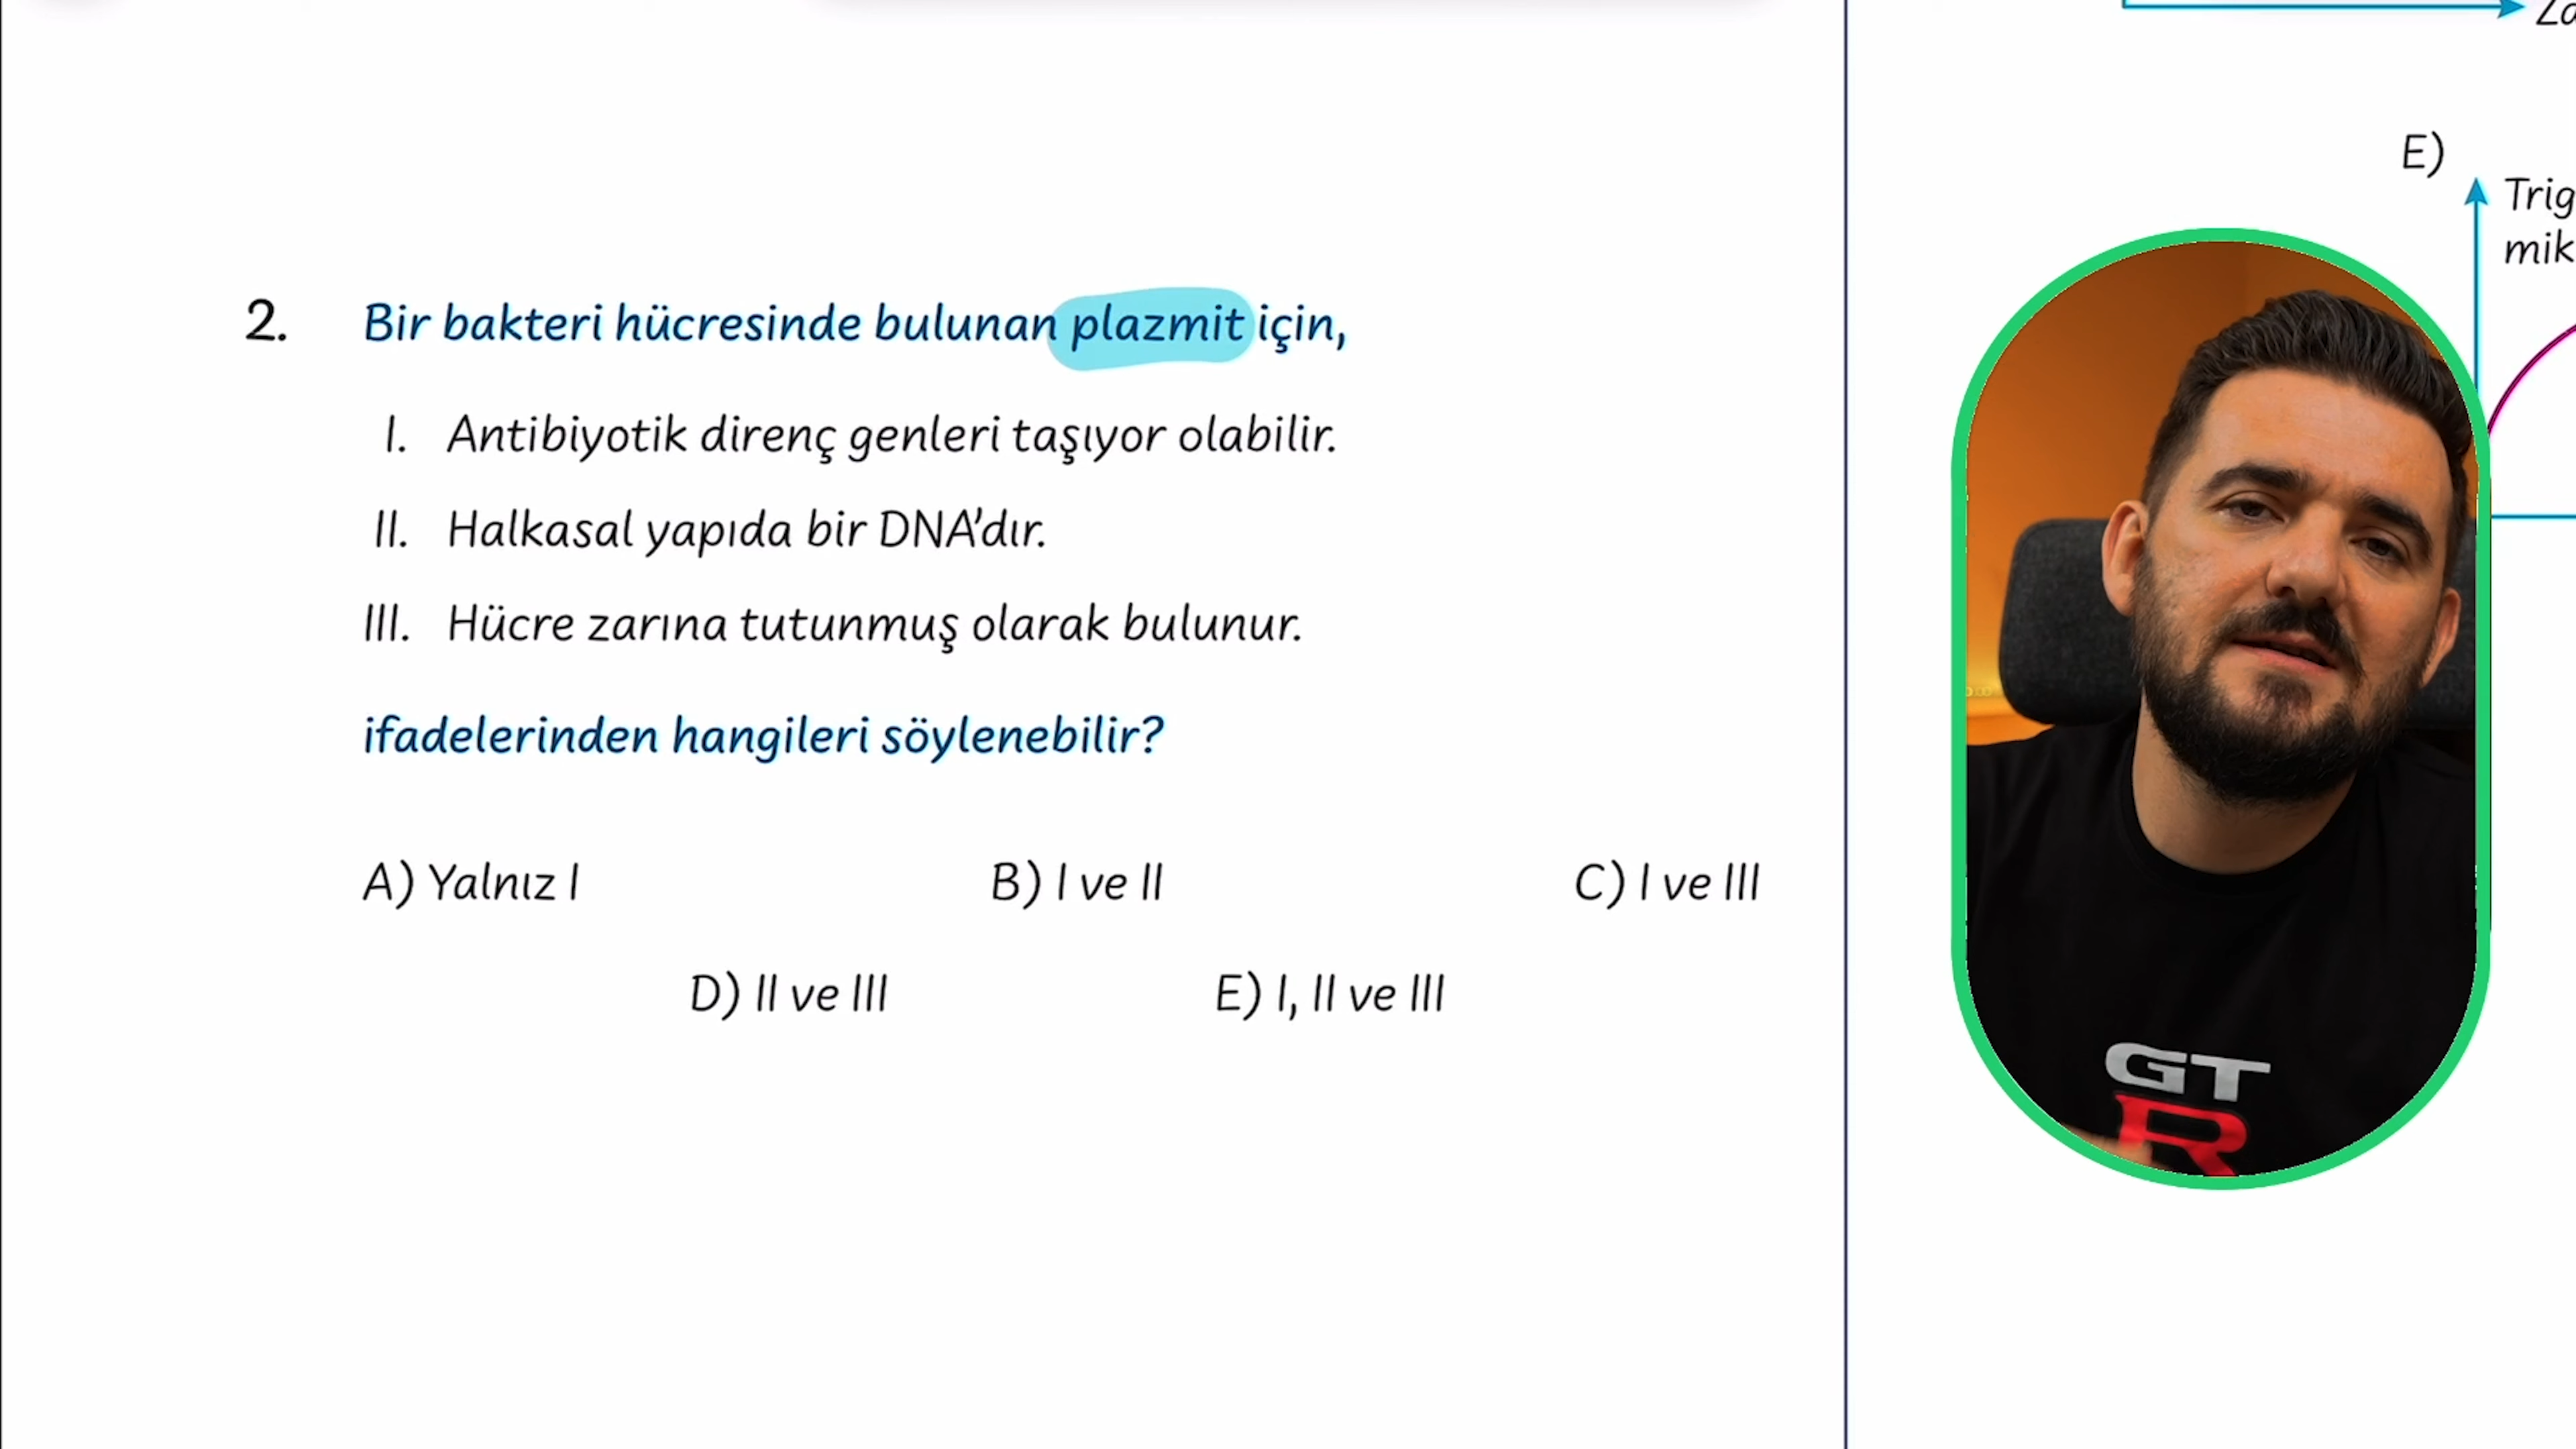 2. Bir bakteri hücresinde bulunan plazmit için,
I. Antibiyotik direnç genleri taşıyor olabilir.
II. Halkasal yapıda bir DNA’dır.
III. Hücre zarına tutunmuş olarak bulunur.
ifadelerinden hangileri söylenebilir?
A) Yalnız I B) I ve II C) I ve III
D) II ve III E) I, II ve III
E)
GT
R